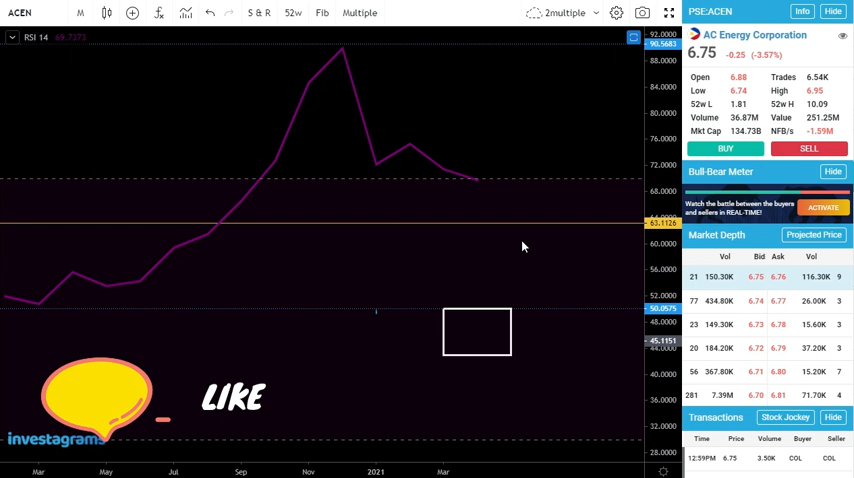 ACEN M S & R 52w Fib Multiple 2multiple
RSI 14 69.7373
92.0000
90.5683
88.0000
84.0000
80.0000
76.0000
72.0000
68.0000
63.1126
60.0000
56.0000
52.0000
50.0575
48.0000
45.1151
44.0000
40.0000
36.0000
32.0000
28.0000
LIKE
investagrams
Mar May Jul Sep Nov 2021 Mar
PSE:ACEN Info Hide
AC Energy Corporation
6.75 -0.25 (-3.57%)
Open 6.88 Trades 6.54K
Low 6.74 High 6.95
52w L 1.81 52w H 10.09
Volume 36.87M Value 251.25M
Mkt Cap 134.73B NFB/s -1.59M
BUY SELL
Bull-Bear Meter Hide
Watch the battle between the buyers
and sellers in REAL-TIME!
ACTIVATE
Market Depth Projected Price
Vol Bid Ask Vol
21 150.30K 6.75 6.76 116.30K 9
77 434.80K 6.74 6.77 26.00K 3
23 149.30K 6.73 6.78 15.60K 3
20 184.20K 6.72 6.79 37.20K 3
56 367.80K 6.71 6.80 15.20K 7
281 7.39M 6.70 6.81 71.70K 4
Transactions Stock Jockey Hide
Time Price Volume Buyer Seller
12:59PM 6.75 3.50K COL COL